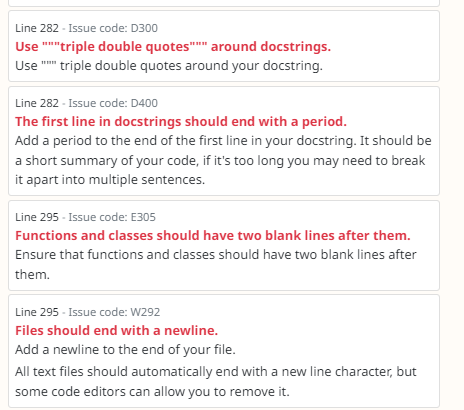 Line 282 - Issue code: D300
Use """triple double quotes""" around docstrings.
Use """ triple double quotes around your docstring.
Line 282 - Issue code: D400
The first line in docstrings should end with a period.
Add a period to the end of the first line in your docstring. It should be
a short summary of your code, if it's too long you may need to break
it apart into multiple sentences.
Line 295 - Issue code: E305
Functions and classes should have two blank lines after them.
Ensure that functions and classes should have two blank lines after
them.
Line 295 - Issue code: W292
Files should end with a newline.
Add a newline to the end of your file.
All text files should automatically end with a new line character, but
some code editors can allow you to remove it.